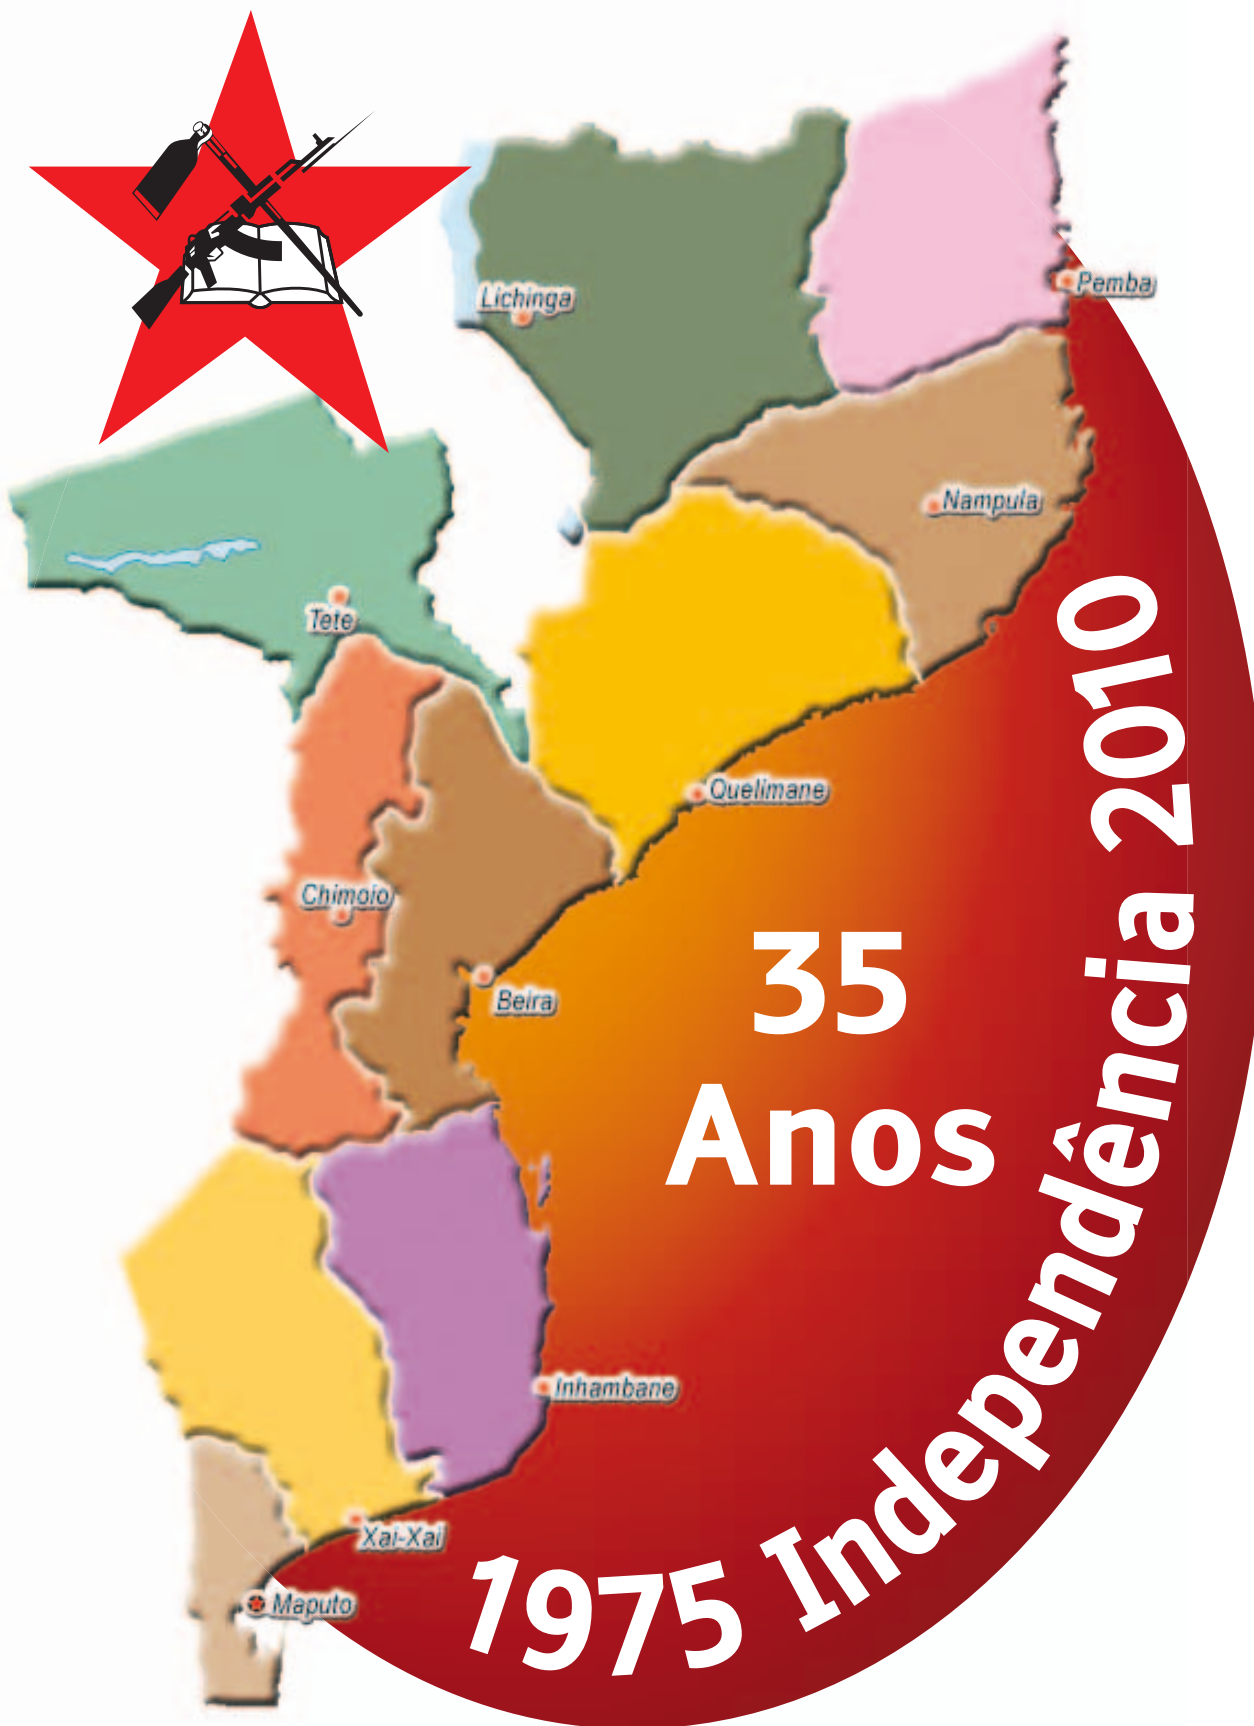 Pemba
Lichinga
Nampula
Tete
Quelimane
Chimoio
Beira
35
Anos
Inhambane
Xai-Xai
Maputo
1975 Independência 2010